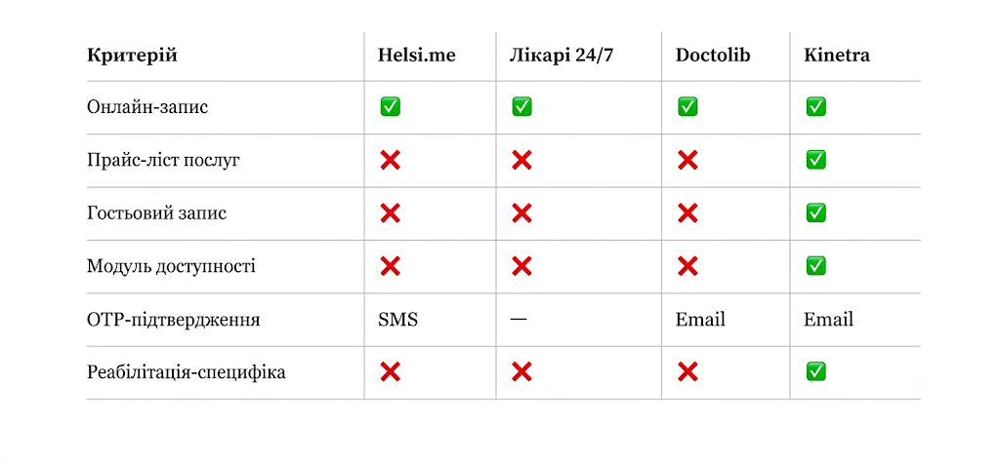 Критерій Helsi.me Лікарі 24/7 Doctolib Kinetra
Онлайн-запис ✅ ✅ ✅ ✅
Прайс-ліст послуг ❌ ❌ ❌ ✅
Гостьовий запис ❌ ❌ ❌ ✅
Модуль доступності ❌ ❌ ❌ ✅
OTP-підтвердження SMS — Email Email
Реабілітація-специфіка ❌ ❌ ❌ ✅